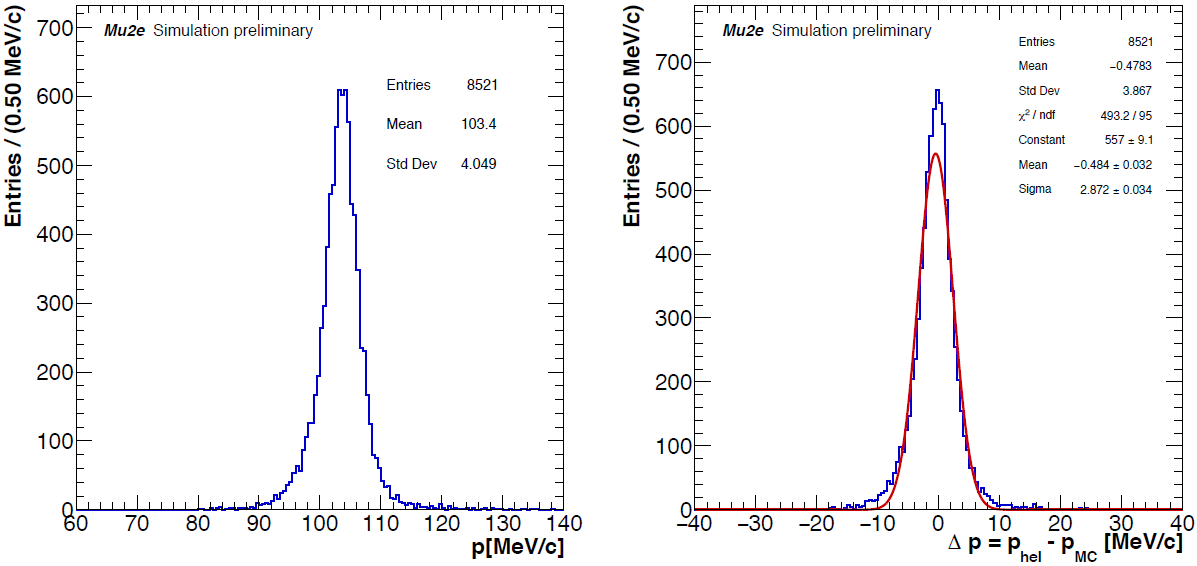 Entries / (0.50 MeV/c)
Mu2e Simulation preliminary
Entries 8521
Mean 103.4
Std Dev 4.049
700
600
500
400
300
200
100
0
60 70 80 90 100 110 120 130 140
p[MeV/c]
Entries / (0.50 MeV/c)
Mu2e Simulation preliminary
Entries 8521
Mean −0.4783
Std Dev 3.867
χ² / ndf 493.2 / 95
Constant 557 ± 9.1
Mean −0.484 ± 0.032
Sigma 2.872 ± 0.034
700
600
500
400
300
200
100
0
−40 −30 −20 −10 0 10 20 30 40
Δ p = p_hel - p_MC [MeV/c]